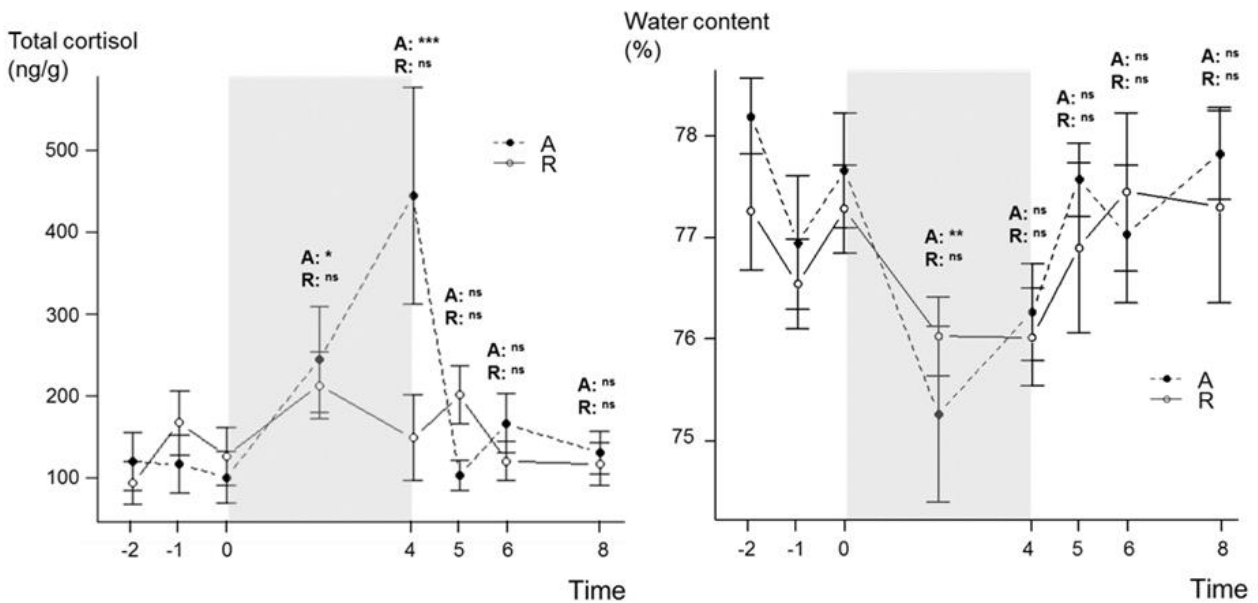 Total cortisol
(ng/g)
A: ***
R: ns
A
R
A: *
R: ns
A: ns
R: ns
A: ns
R: ns
A: ns
R: ns
500
400
300
200
100
-2
-1
0
4
5
6
8
Time
Water content
(%)
A: ns
R: ns
A: ns
R: ns
A: ns
R: ns
A: ns
R: ns
A: **
R: ns
A
R
78
77
76
75
-2
-1
0
4
5
6
8
Time